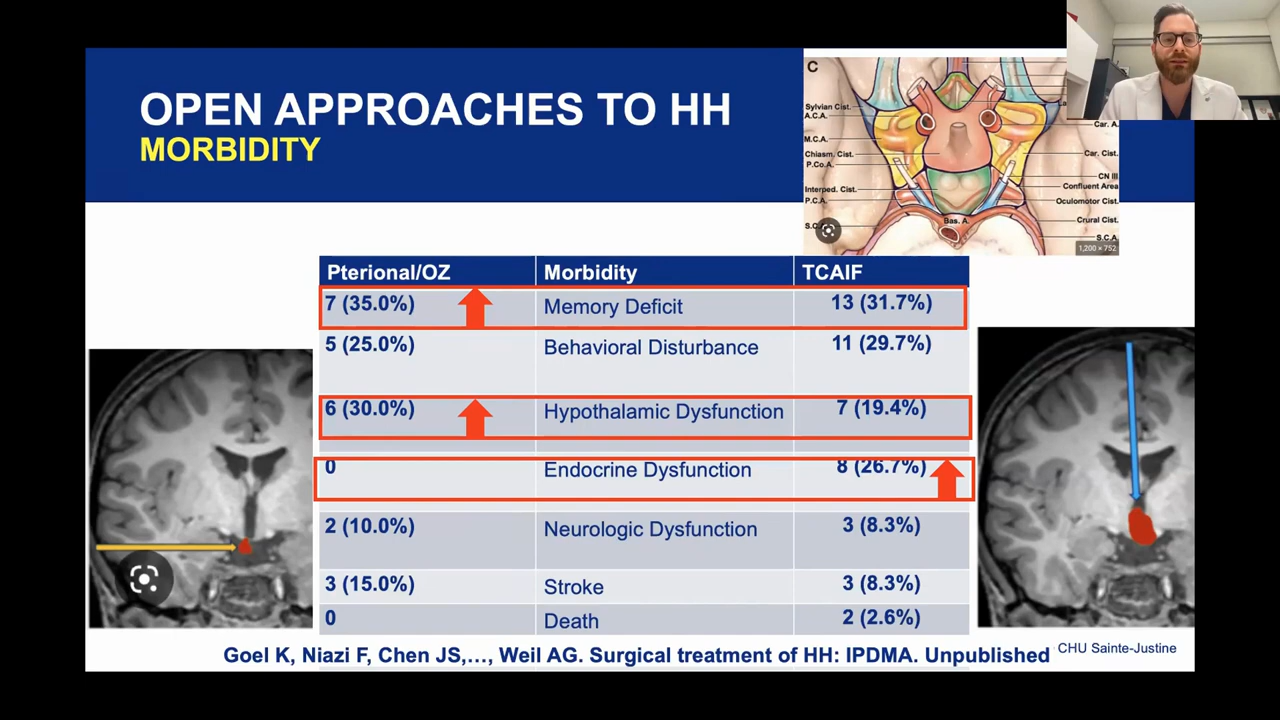 OPEN APPROACHES TO HH
MORBIDITY
C
Sylvian Cist.
A.C.A.
M.C.A.
Chiasm. Cist.
P.Co.A.
Interped. Cist.
P.C.A.
Car. A.
Car. Cist.
CN III
Confluent Area
Oculomotor Cist.
Crural Cist.
S.C.A.
Bas. A.
1,200 × 752
Pterional/OZ Morbidity TCAIF
7 (35.0%) Memory Deficit 13 (31.7%)
5 (25.0%) Behavioral Disturbance 11 (29.7%)
6 (30.0%) Hypothalamic Dysfunction 7 (19.4%)
0 Endocrine Dysfunction 8 (26.7%)
2 (10.0%) Neurologic Dysfunction 3 (8.3%)
3 (15.0%) Stroke 3 (8.3%)
0 Death 2 (2.6%)
Goel K, Niazi F, Chen JS,..., Weil AG. Surgical treatment of HH: IPDMA. Unpublished
CHU Sainte-Justine